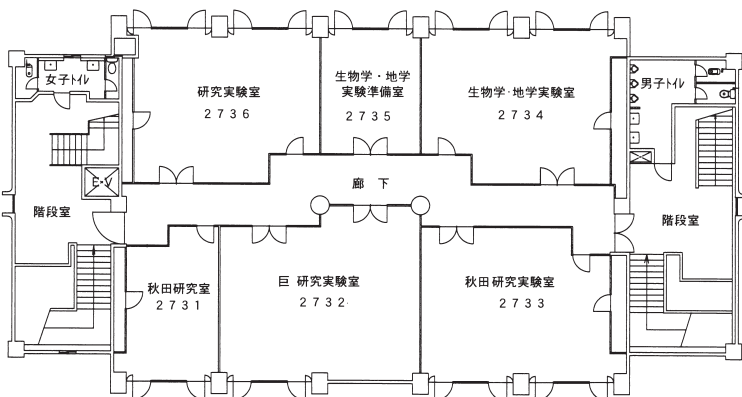 女子トイレ
研究実験室
2736
生物学・地学
実験準備室
2735
生物学・地学実験室
2734
男子トイレ
E・V
廊 下
階段室
階段室
秋田研究室
2731
巨 研究実験室
2732
秋田研究実験室
2733